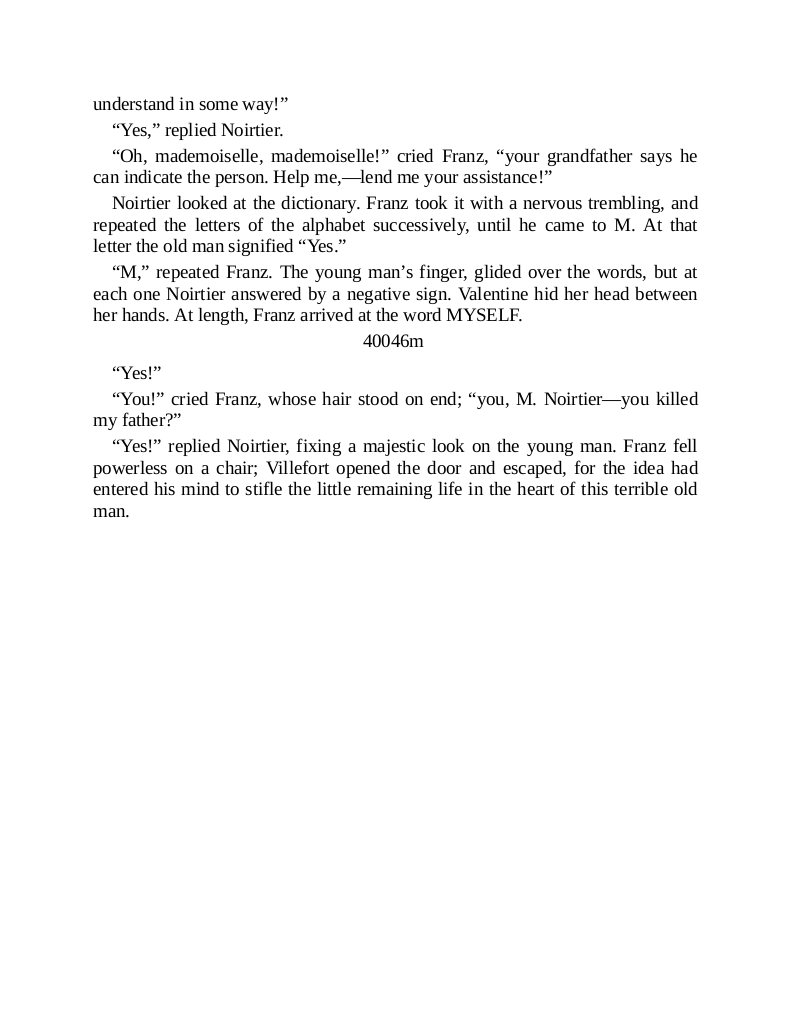 understand in some way!”
“Yes,” replied Noirtier.
“Oh, mademoiselle, mademoiselle!” cried Franz, “your grandfather says he
can indicate the person. Help me,—lend me your assistance!”
Noirtier looked at the dictionary. Franz took it with a nervous trembling, and
repeated the letters of the alphabet successively, until he came to M. At that
letter the old man signified “Yes.”
“M,” repeated Franz. The young man’s finger, glided over the words, but at
each one Noirtier answered by a negative sign. Valentine hid her head between
her hands. At length, Franz arrived at the word MYSELF.
40046m
“Yes!”
“You!” cried Franz, whose hair stood on end; “you, M. Noirtier—you killed
my father?”
“Yes!” replied Noirtier, fixing a majestic look on the young man. Franz fell
powerless on a chair; Villefort opened the door and escaped, for the idea had
entered his mind to stifle the little remaining life in the heart of this terrible old
man.